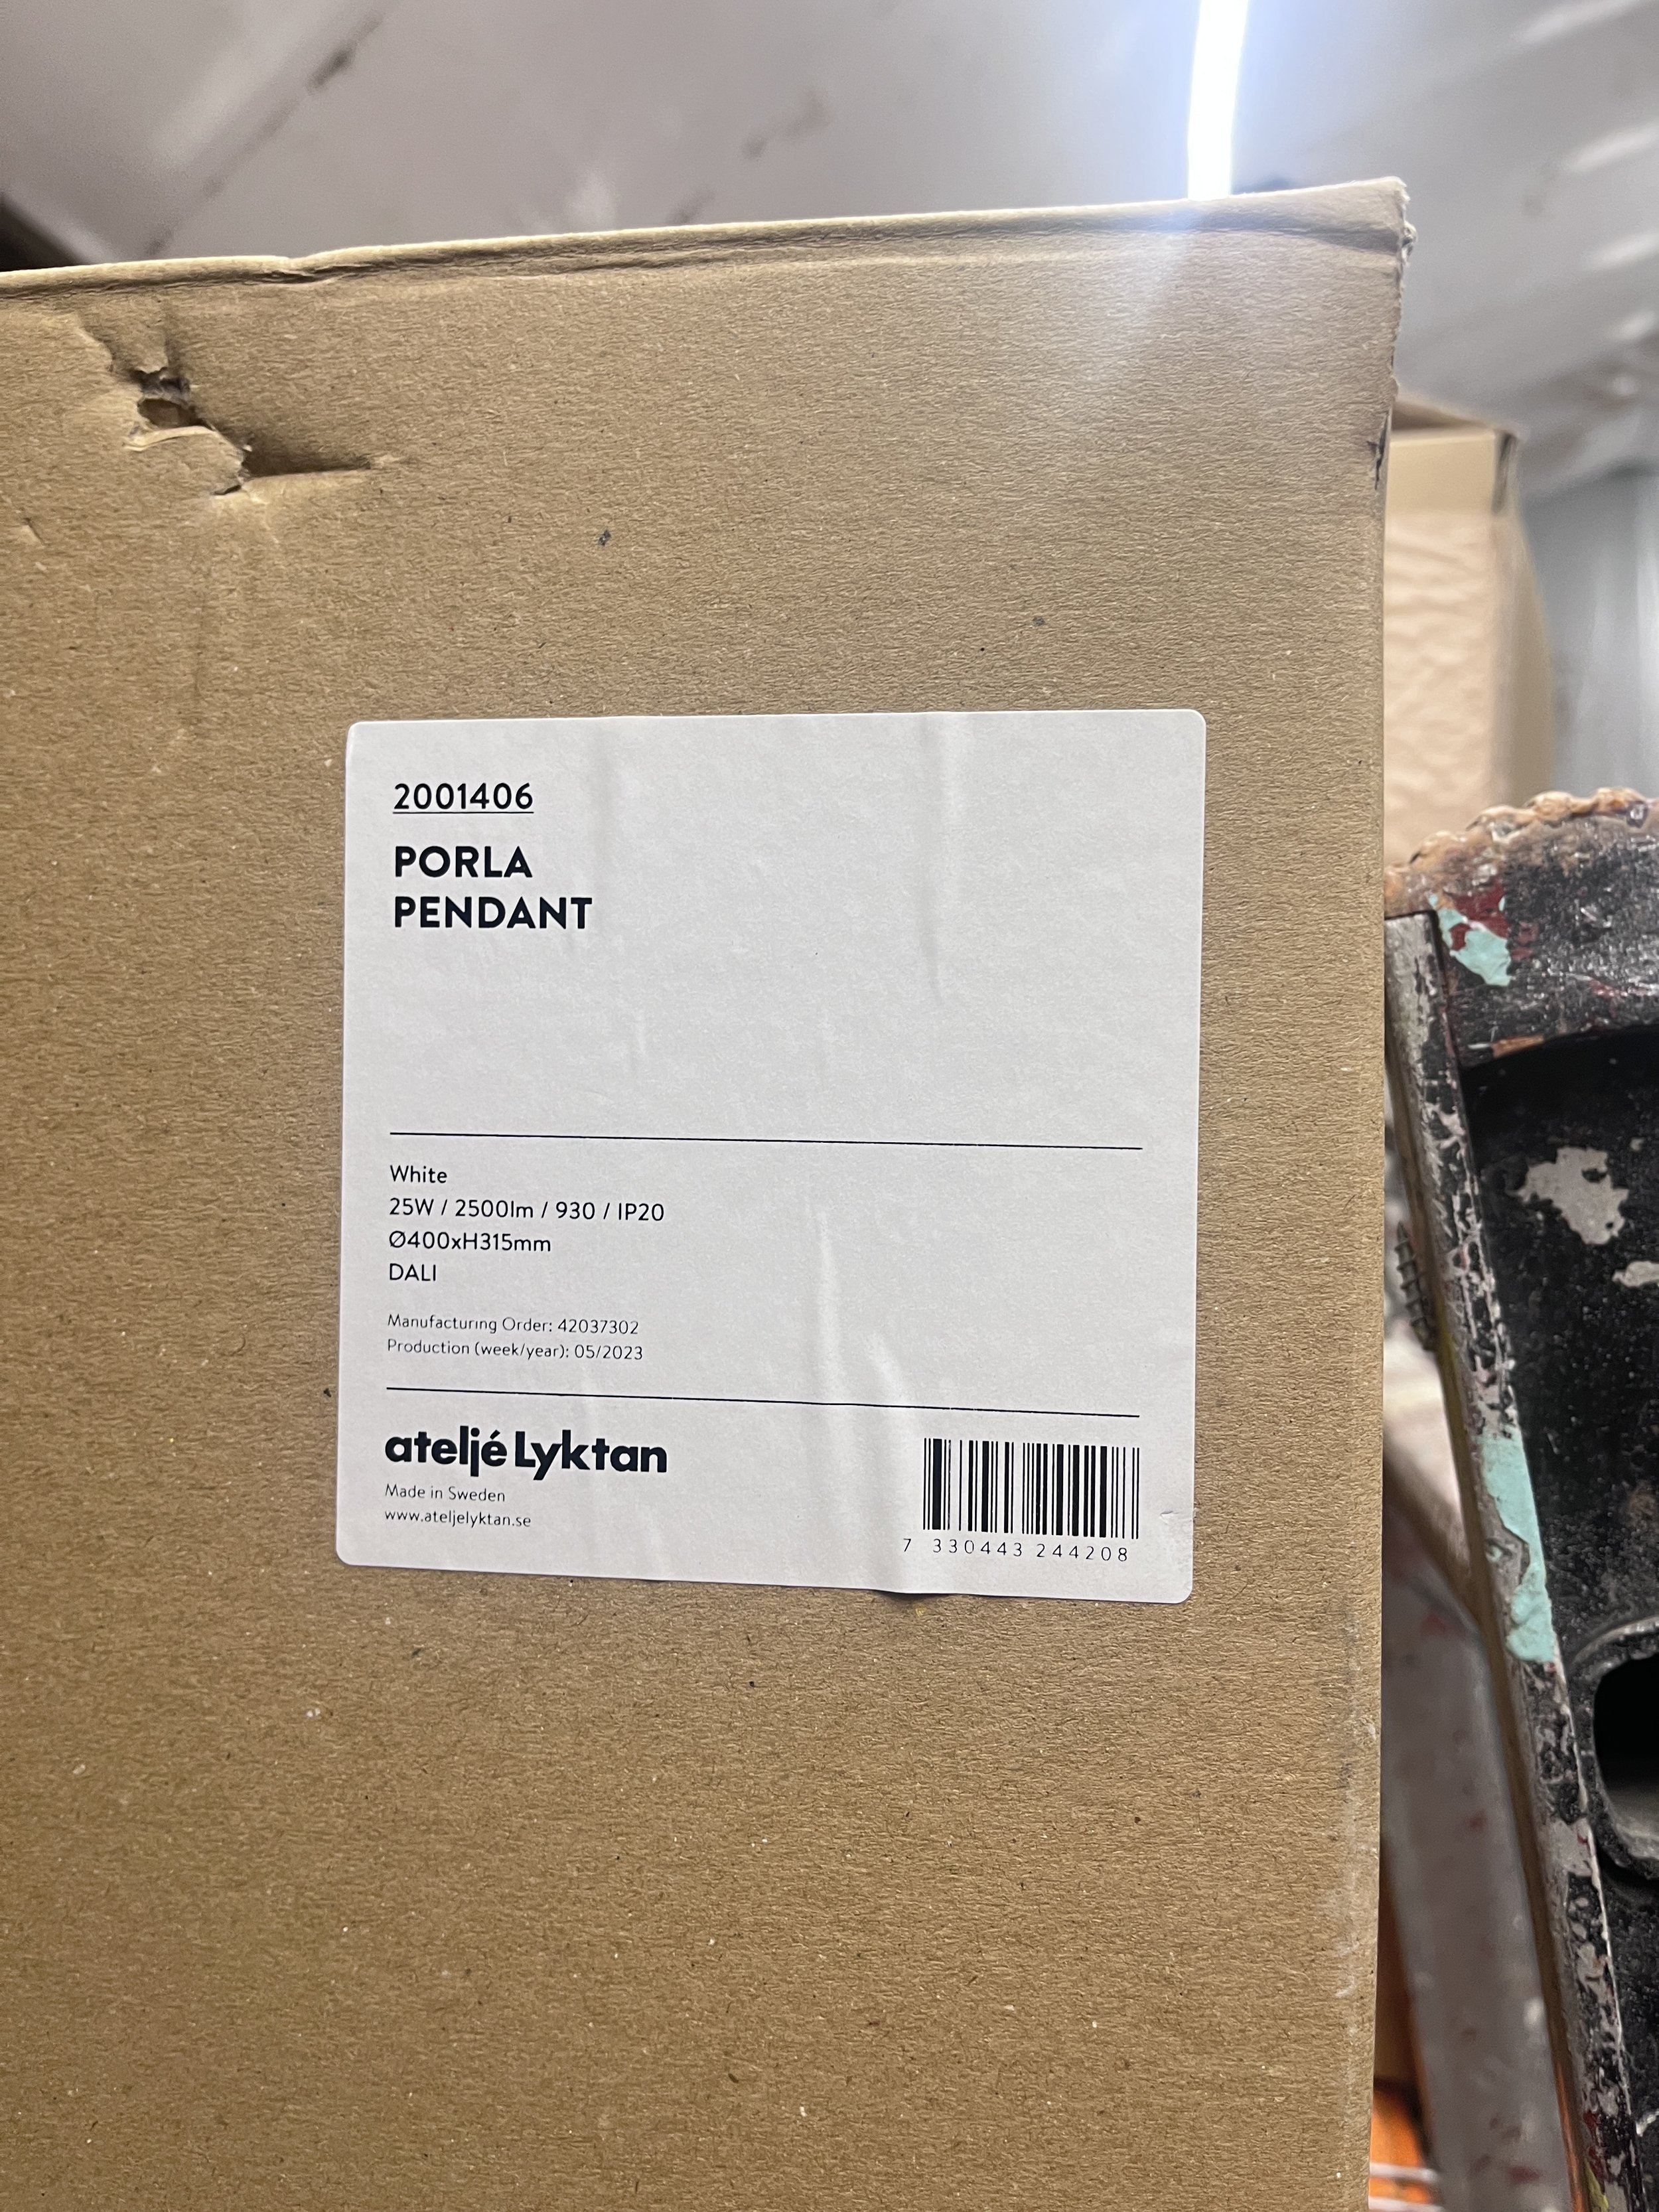 2001406
PORLA
PENDANT
White
25W / 2500lm / 930 / IP20
Ø400xH315mm
DALI
Manufacturing Order: 42037302
Production (week/year): 05/2023
ateljé Lyktan
Made in Sweden
www.ateljelyktan.se
7 330443 244208